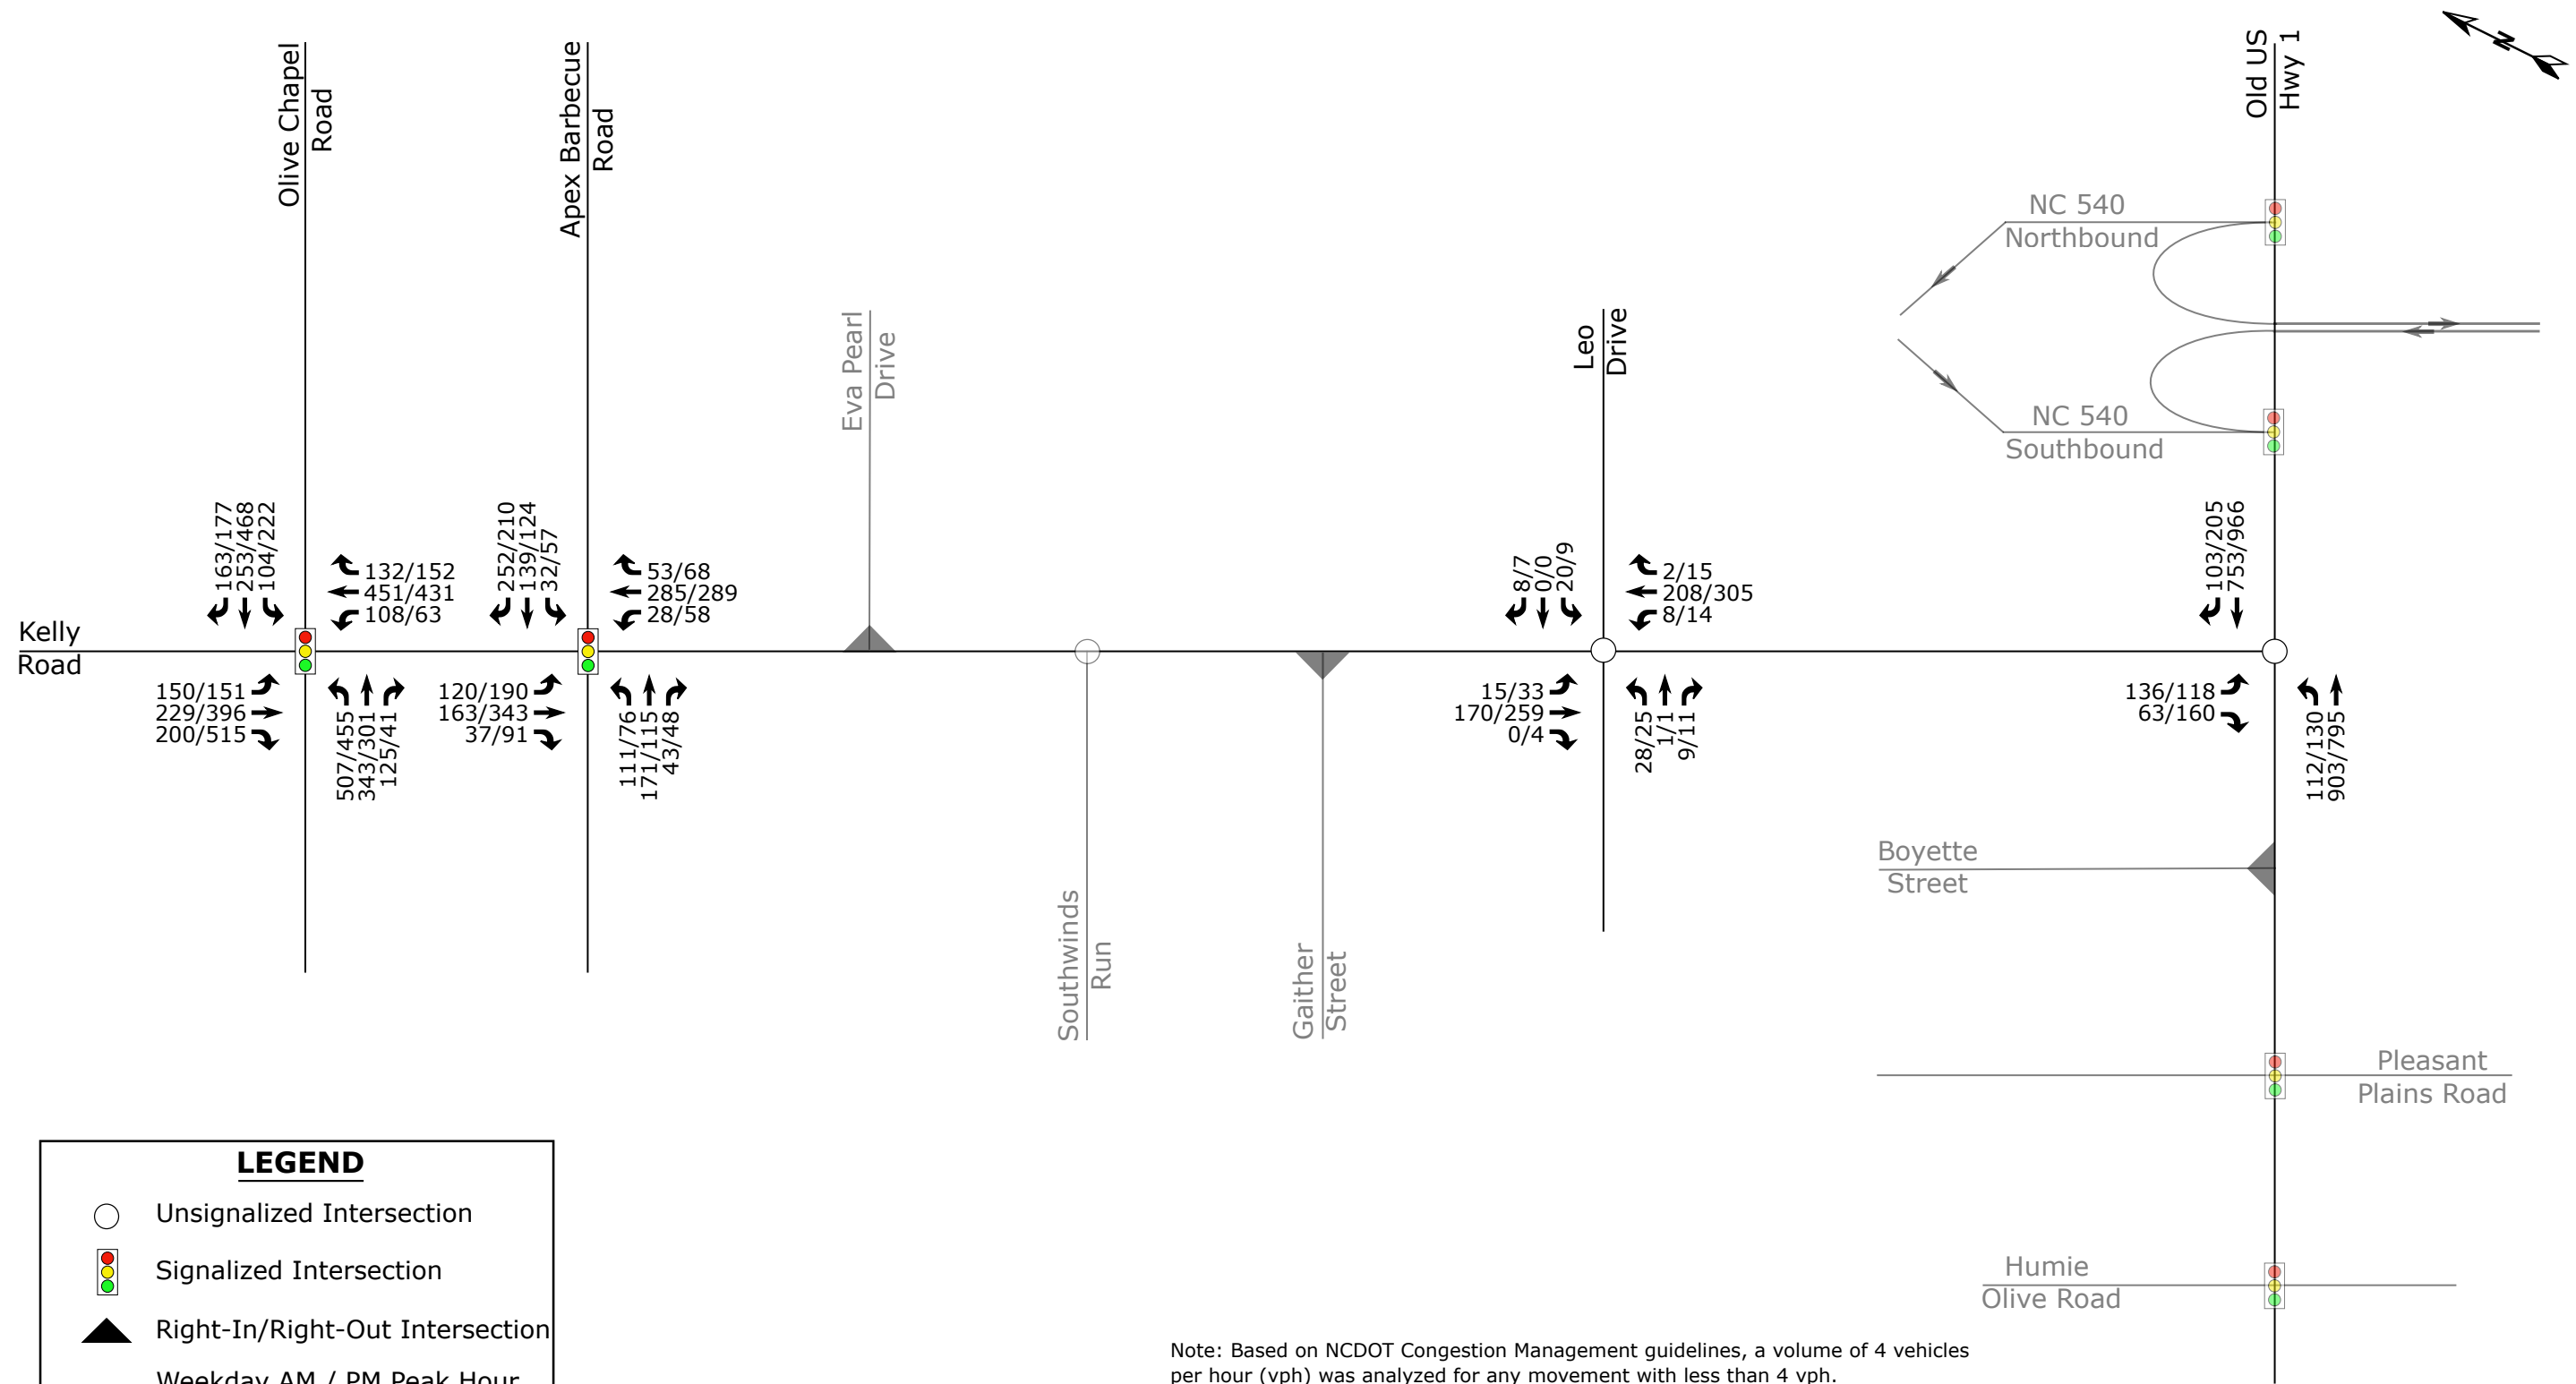 Olive Chapel
Road
Apex Barbecue
Road
Old US
Hwy 1
N
NC 540
Northbound
Eva Pearl
Drive
Leo
Drive
NC 540
Southbound
163/177
253/468
104/222
132/152
451/431
108/63
252/210
139/124
32/57
53/68
285/289
28/58
8/7
0/0
20/9
2/15
208/305
8/14
103/205
753/966
Kelly
Road
150/151
229/396
200/515
507/455
343/301
125/41
120/190
163/343
37/91
111/76
171/115
43/48
15/33
170/259
0/4
28/25
1/1
9/11
136/118
63/160
112/130
903/795
Boyette
Street
Southwinds
Run
Gaither
Street
Pleasant
Plains Road
Humie
Olive Road
LEGEND
Unsignalized Intersection
Signalized Intersection
Right-In/Right-Out Intersection
Weekday AM / PM Peak Hour
Note: Based on NCDOT Congestion Management guidelines, a volume of 4 vehicles
per hour (vph) was analyzed for any movement with less than 4 vph.